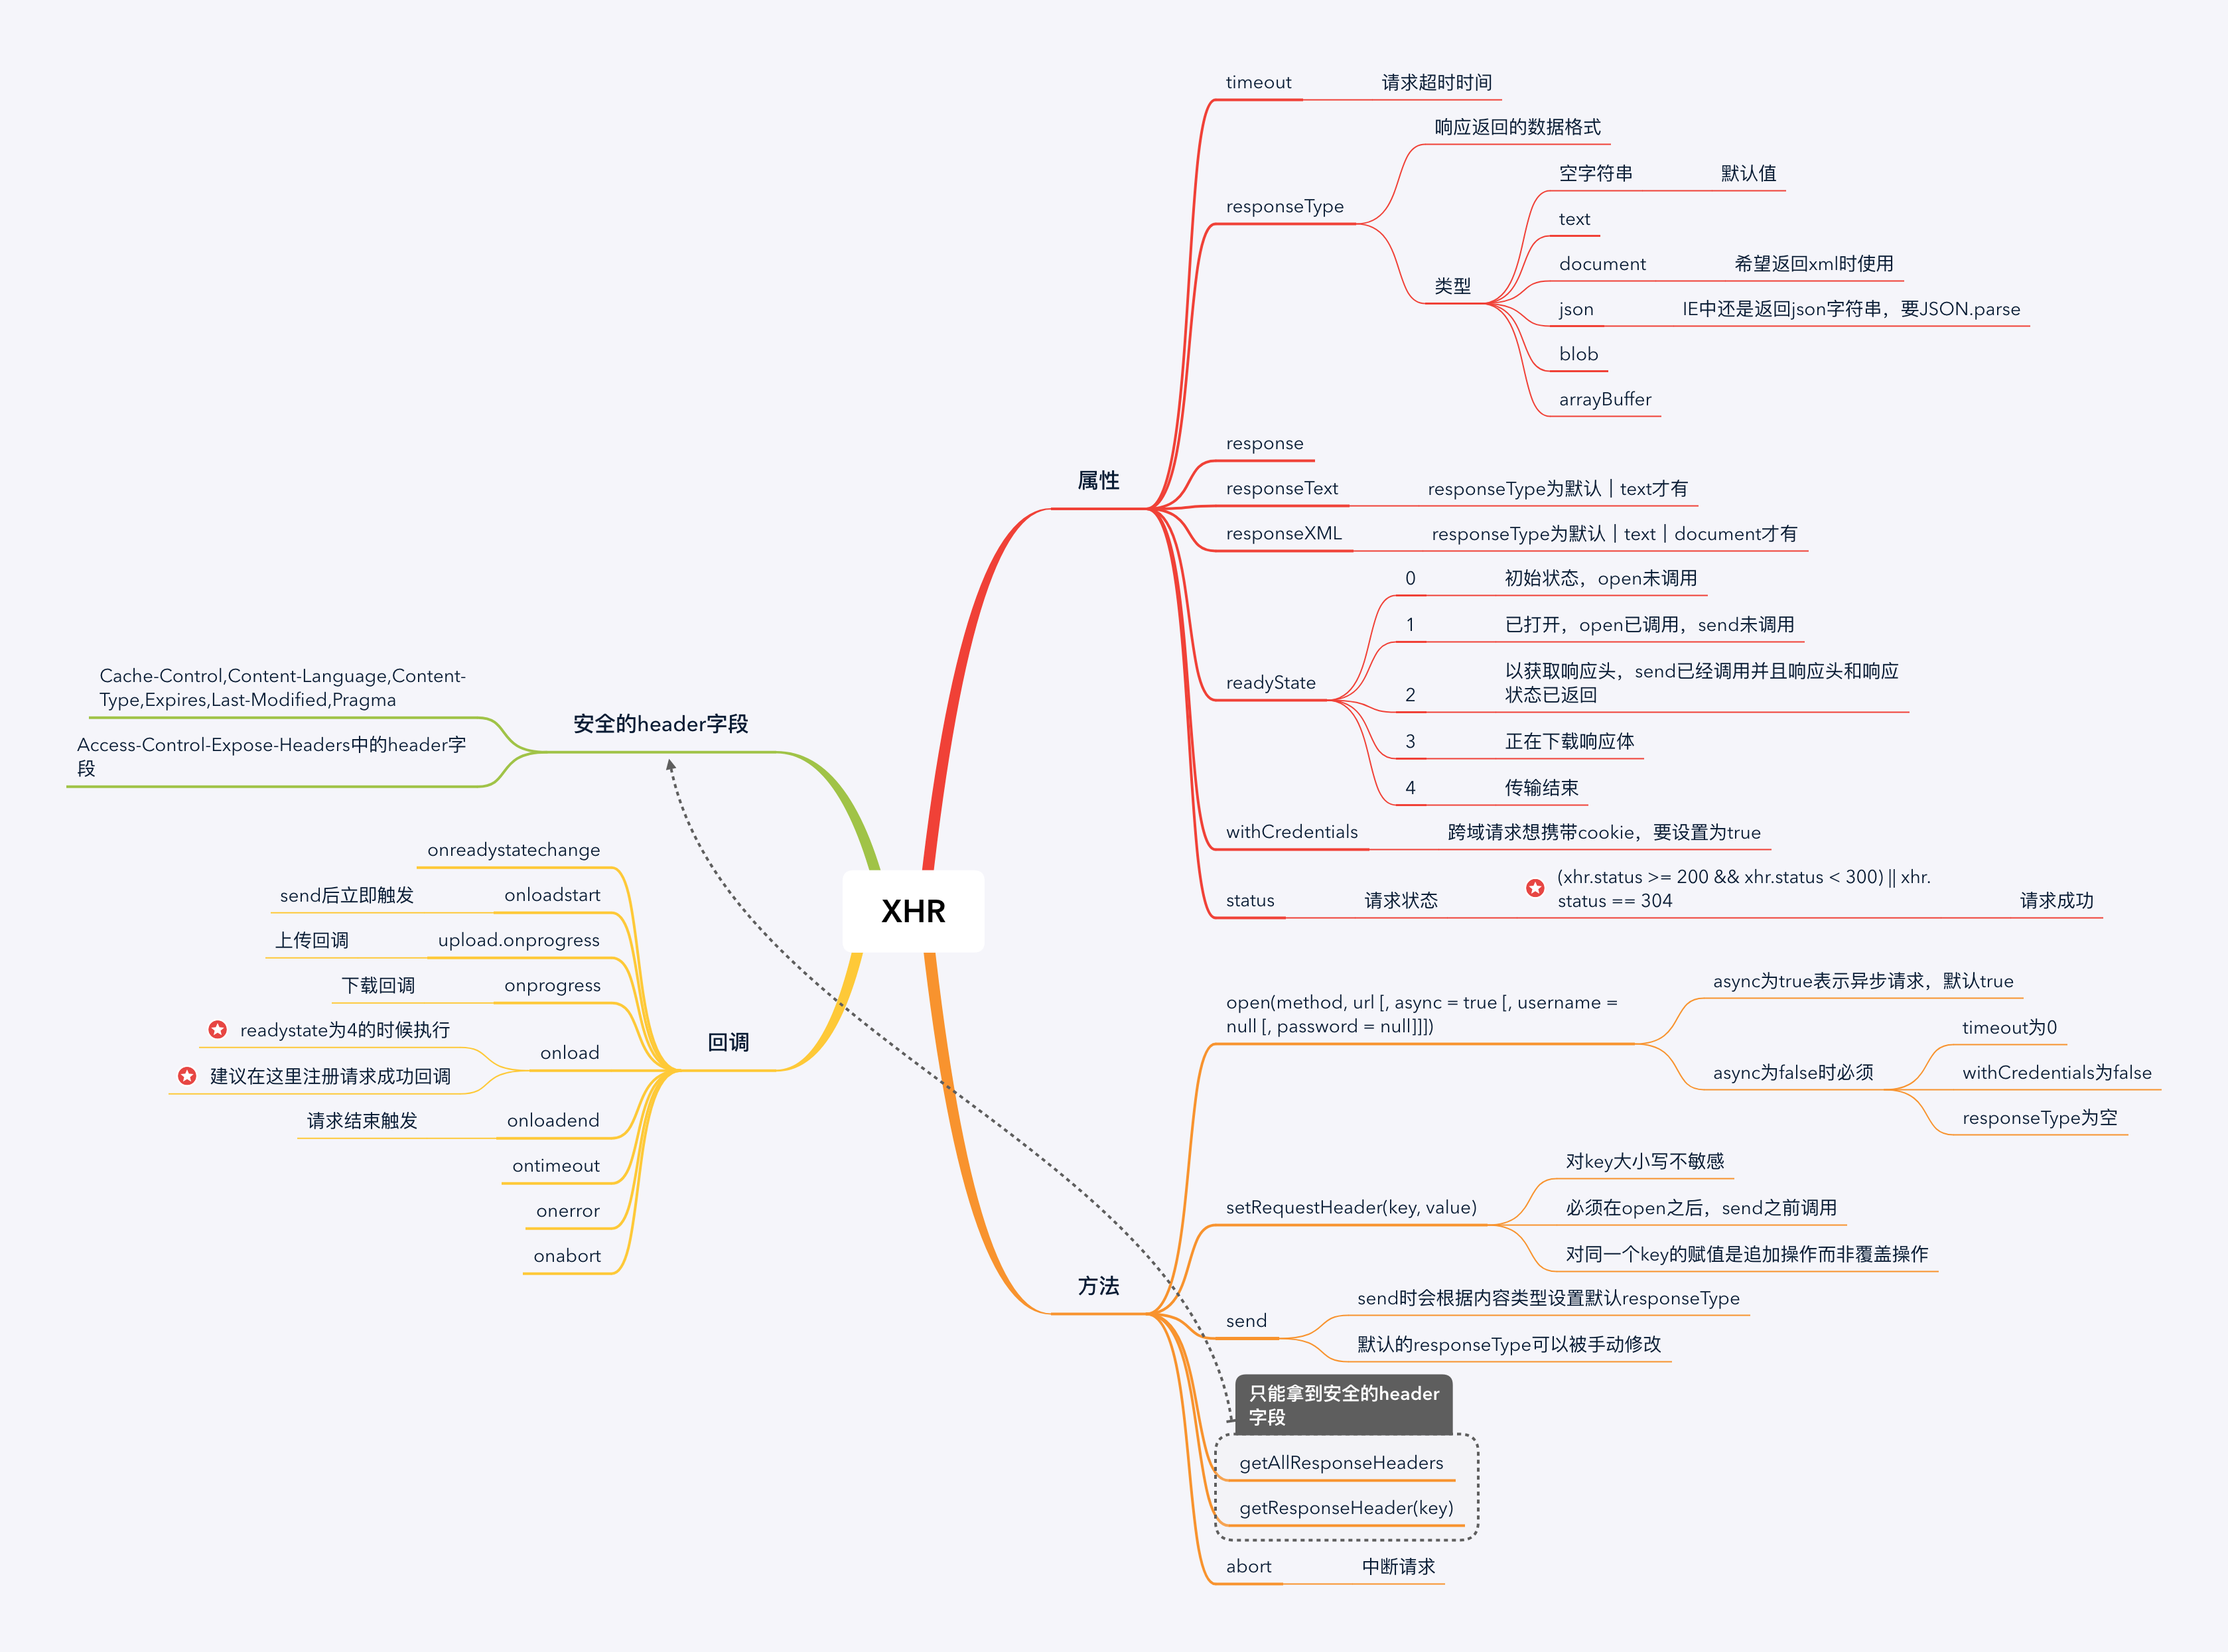 XHR
属性
timeout
请求超时时间
responseType
响应返回的数据格式
类型
空字符串
默认值
text
document
希望返回xml时使用
json
IE中还是返回json字符串，要JSON.parse
blob
arrayBuffer
response
responseText
responseType为默认｜text才有
responseXML
responseType为默认｜text｜document才有
readyState
0
初始状态，open未调用
1
已打开，open已调用，send未调用
2
以获取响应头，send已经调用并且响应头和响应
状态已返回
3
正在下载响应体
4
传输结束
withCredentials
跨域请求想携带cookie，要设置为true
status
请求状态
(xhr.status >= 200 && xhr.status < 300) || xhr.
status == 304
请求成功
方法
open(method, url [, async = true [, username =
null [, password = null]]])
async为true表示异步请求，默认true
async为false时必须
timeout为0
withCredentials为false
responseType为空
setRequestHeader(key, value)
对key大小写不敏感
必须在open之后，send之前调用
对同一个key的赋值是追加操作而非覆盖操作
send
send时会根据内容类型设置默认responseType
默认的responseType可以被手动修改
只能拿到安全的header
字段
getAllResponseHeaders
getResponseHeader(key)
abort
中断请求
安全的header字段
Cache-Control,Content-Language,Content-
Type,Expires,Last-Modified,Pragma
Access-Control-Expose-Headers中的header字
段
回调
onreadystatechange
onloadstart
send后立即触发
upload.onprogress
上传回调
onprogress
下载回调
onload
readystate为4的时候执行
建议在这里注册请求成功回调
onloadend
请求结束触发
ontimeout
onerror
onabort